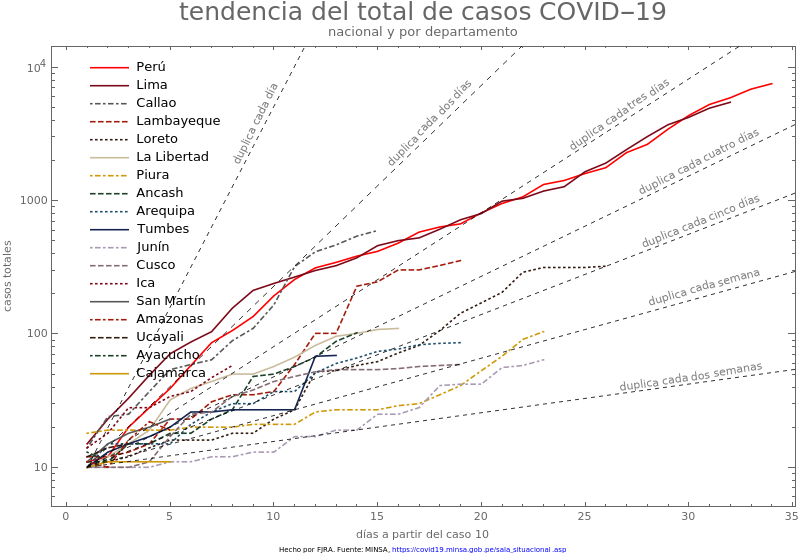 tendencia del total de casos COVID−19
nacional y por departamento
10^4
1000
100
10
casos totales
Perú
Lima
Callao
Lambayeque
Loreto
La Libertad
Piura
Ancash
Arequipa
Tumbes
Junín
Cusco
Ica
San Martín
Amazonas
Ucayali
Ayacucho
Cajamarca
duplica cada día
duplica cada dos días
duplica cada tres días
duplica cada cuatro días
duplica cada cinco días
duplica cada semana
duplica cada dos semanas
0 5 10 15 20 25 30 35
días a partir del caso 10
Hecho por FJRA. Fuente: MINSA, https://covid19.minsa.gob.pe/sala_situacional.asp